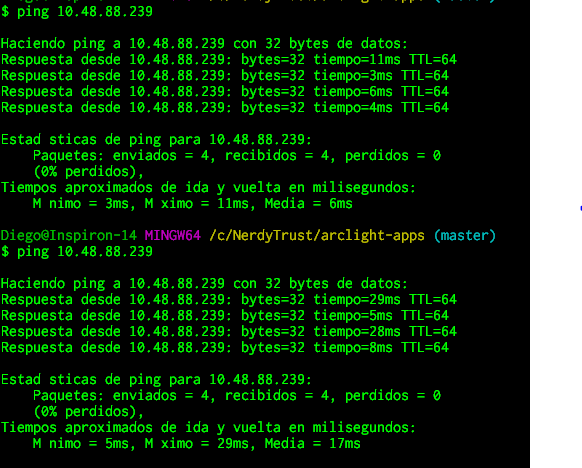 $ ping 10.48.88.239
Haciendo ping a 10.48.88.239 con 32 bytes de datos:
Respuesta desde 10.48.88.239: bytes=32 tiempo=11ms TTL=64
Respuesta desde 10.48.88.239: bytes=32 tiempo=3ms TTL=64
Respuesta desde 10.48.88.239: bytes=32 tiempo=6ms TTL=64
Respuesta desde 10.48.88.239: bytes=32 tiempo=4ms TTL=64
Estad sticas de ping para 10.48.88.239:
Paquetes: enviados = 4, recibidos = 4, perdidos = 0
(0% perdidos),
Tiempos aproximados de ida y vuelta en milisegundos:
M nimo = 3ms, M ximo = 11ms, Media = 6ms
Diego@Inspiron-14 MINGW64 /c/NerdyTrust/arclight-apps (master)
$ ping 10.48.88.239
Haciendo ping a 10.48.88.239 con 32 bytes de datos:
Respuesta desde 10.48.88.239: bytes=32 tiempo=29ms TTL=64
Respuesta desde 10.48.88.239: bytes=32 tiempo=5ms TTL=64
Respuesta desde 10.48.88.239: bytes=32 tiempo=28ms TTL=64
Respuesta desde 10.48.88.239: bytes=32 tiempo=8ms TTL=64
Estad sticas de ping para 10.48.88.239:
Paquetes: enviados = 4, recibidos = 4, perdidos = 0
(0% perdidos),
Tiempos aproximados de ida y vuelta en milisegundos:
M nimo = 5ms, M ximo = 29ms, Media = 17ms